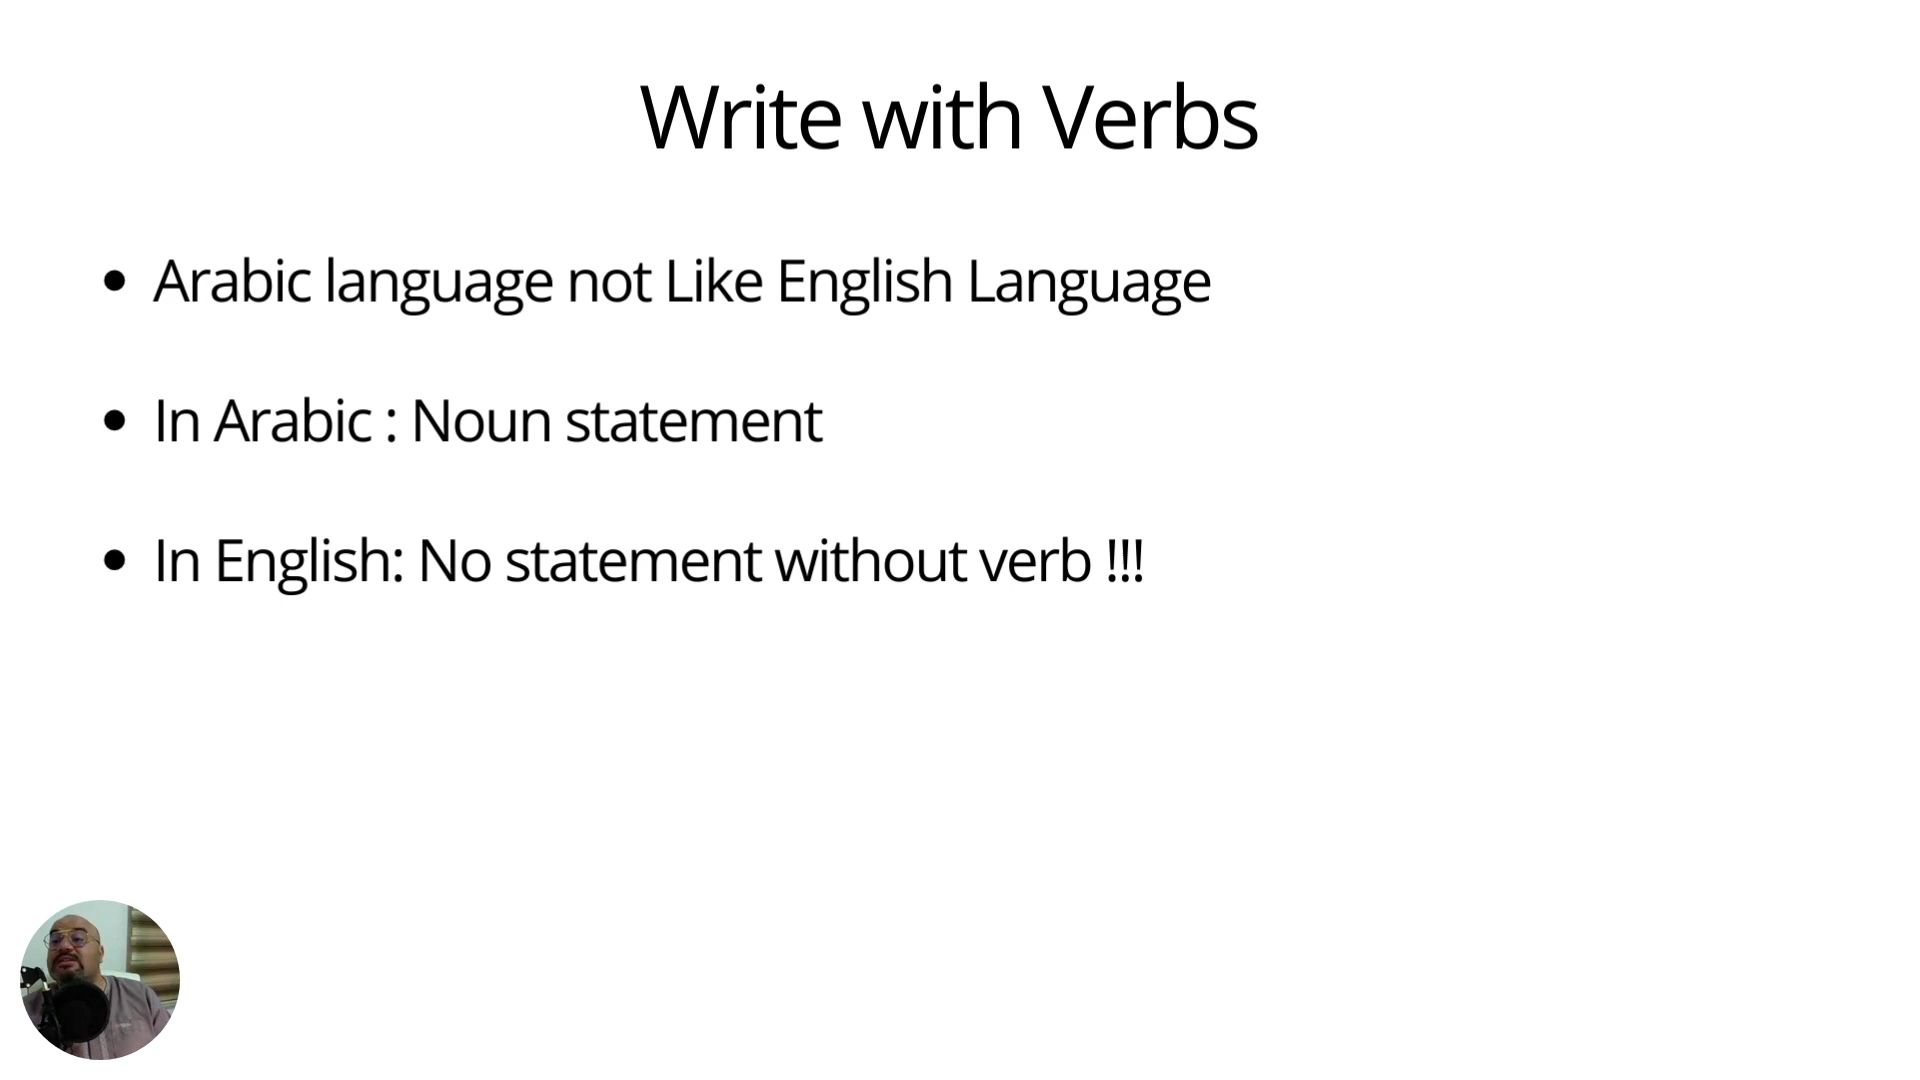 Write with Verbs
• Arabic language not Like English Language
• In Arabic : Noun statement
• In English: No statement without verb !!!